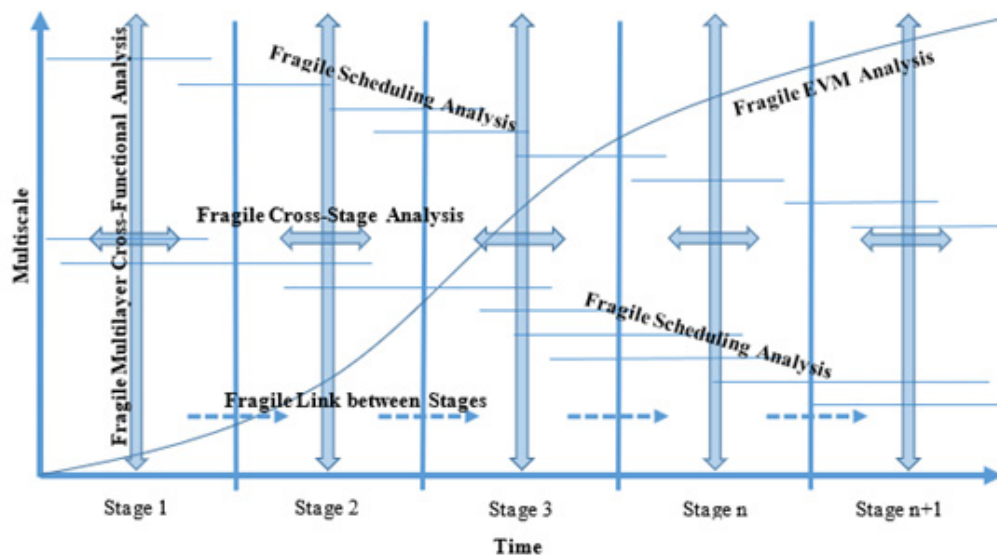 Multiscale
Fragile Multilayer Cross-Functional Analysis
Fragile Scheduling Analysis
Fragile EVM Analysis
Fragile Cross-Stage Analysis
Fragile Scheduling Analysis
Fragile Link between Stages
Stage 1
Stage 2
Stage 3
Stage n
Stage n+1
Time